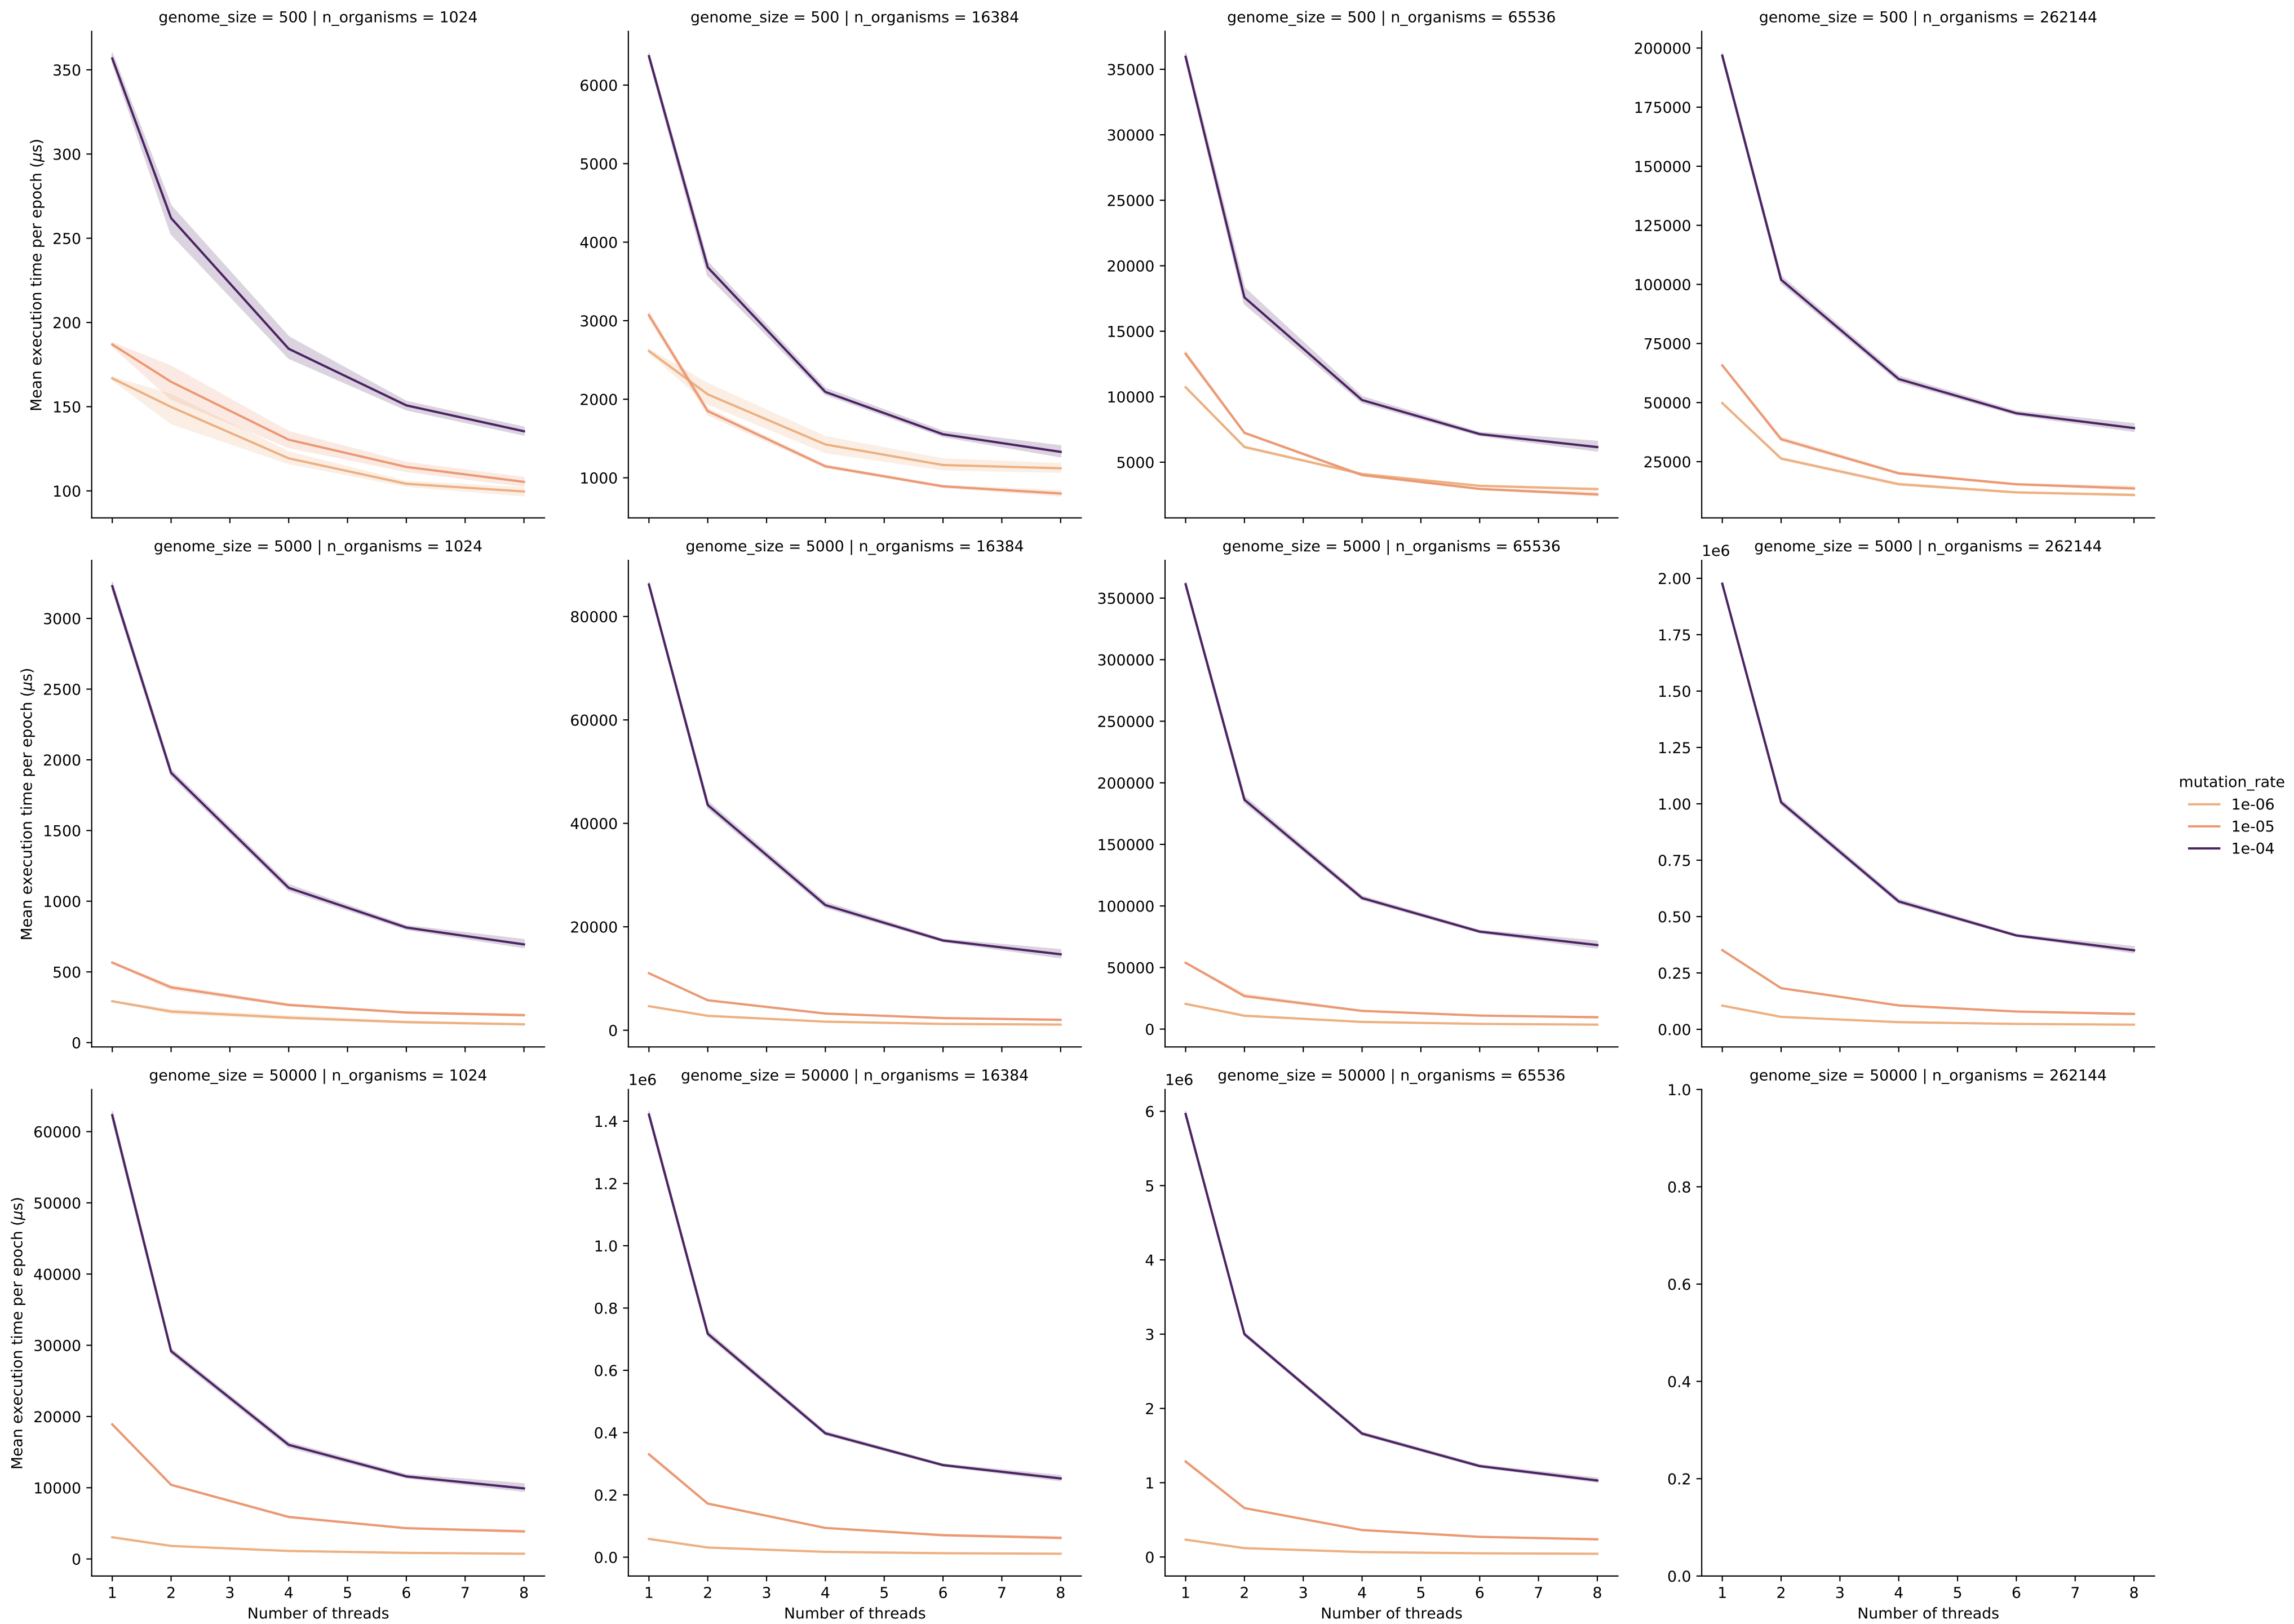 genome_size = 500 | n_organisms = 1024
genome_size = 500 | n_organisms = 16384
genome_size = 500 | n_organisms = 65536
genome_size = 500 | n_organisms = 262144
Mean execution time per epoch (μs)
350
300
250
200
150
100
6000
5000
4000
3000
2000
1000
35000
30000
25000
20000
15000
10000
5000
200000
175000
150000
125000
100000
75000
50000
25000
genome_size = 5000 | n_organisms = 1024
genome_size = 5000 | n_organisms = 16384
genome_size = 5000 | n_organisms = 65536
1e6
genome_size = 5000 | n_organisms = 262144
Mean execution time per epoch (μs)
3000
2500
2000
1500
1000
500
0
80000
60000
40000
20000
0
350000
300000
250000
200000
150000
100000
50000
0
2.00
1.75
1.50
1.25
1.00
0.75
0.50
0.25
0.00
mutation_rate
1e-06
1e-05
1e-04
genome_size = 50000 | n_organisms = 1024
1e6
genome_size = 50000 | n_organisms = 16384
1e6
genome_size = 50000 | n_organisms = 65536
genome_size = 50000 | n_organisms = 262144
Mean execution time per epoch (μs)
60000
50000
40000
30000
20000
10000
0
1.4
1.2
1.0
0.8
0.6
0.4
0.2
0.0
6
5
4
3
2
1
0
1.0
0.8
0.6
0.4
0.2
0.0
1 2 3 4 5 6 7 8
1 2 3 4 5 6 7 8
1 2 3 4 5 6 7 8
1 2 3 4 5 6 7 8
Number of threads
Number of threads
Number of threads
Number of threads